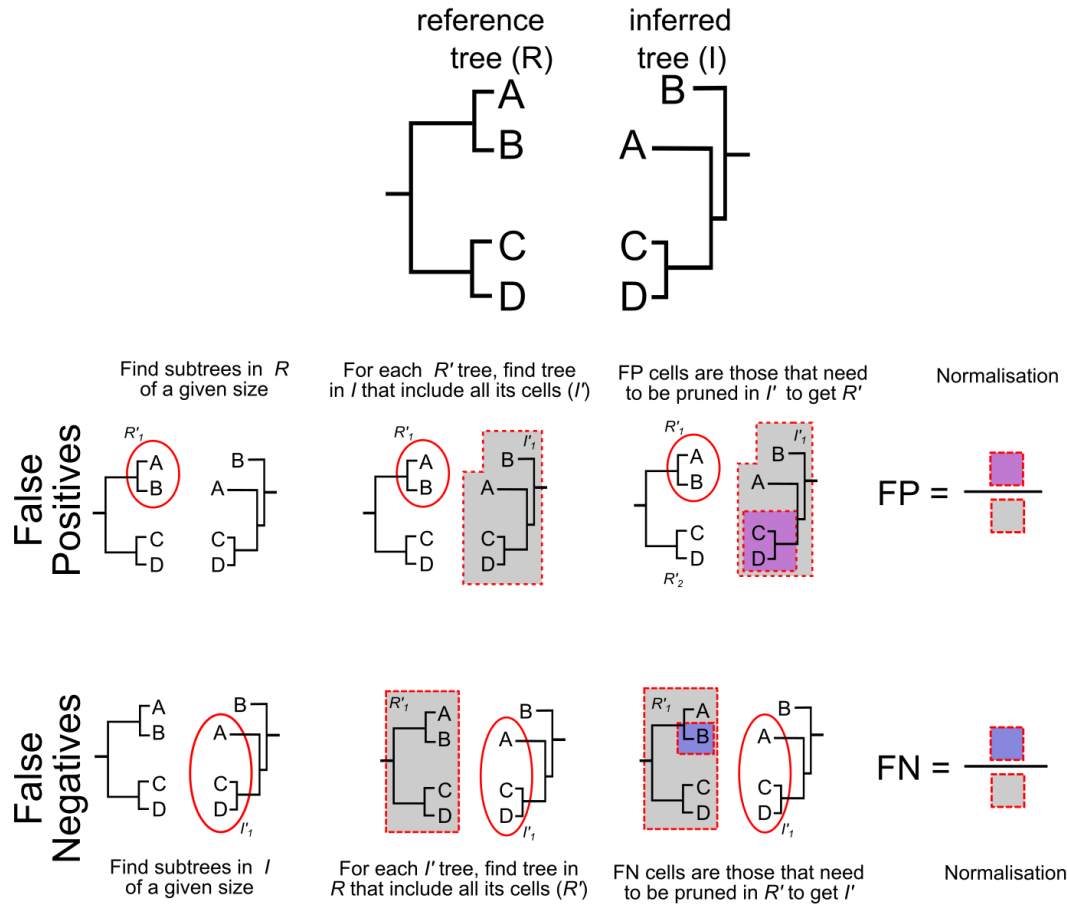 reference
tree (R)
inferred
tree (I)
A
B
C
D
B
A
C
D
Find subtrees in R
of a given size
For each R' tree, find tree
in I that include all its cells (I')
FP cells are those that need
to be pruned in I' to get R'
Normalisation
False
Positives
R'1
A
B
C
D
B
A
C
D
R'1
A
B
C
D
I'1
B
A
C
D
R'1
A
B
C
D
R'2
I'1
B
A
C
D
FP =
False
Negatives
A
B
C
D
B
A
C
D
I'1
R'1
A
B
C
D
B
A
C
D
I'1
R'1
A
B
C
D
B
A
C
D
I'1
FN =
Find subtrees in I
of a given size
For each I' tree, find tree in
R that include all its cells (R')
FN cells are those that need
to be pruned in R' to get I'
Normalisation